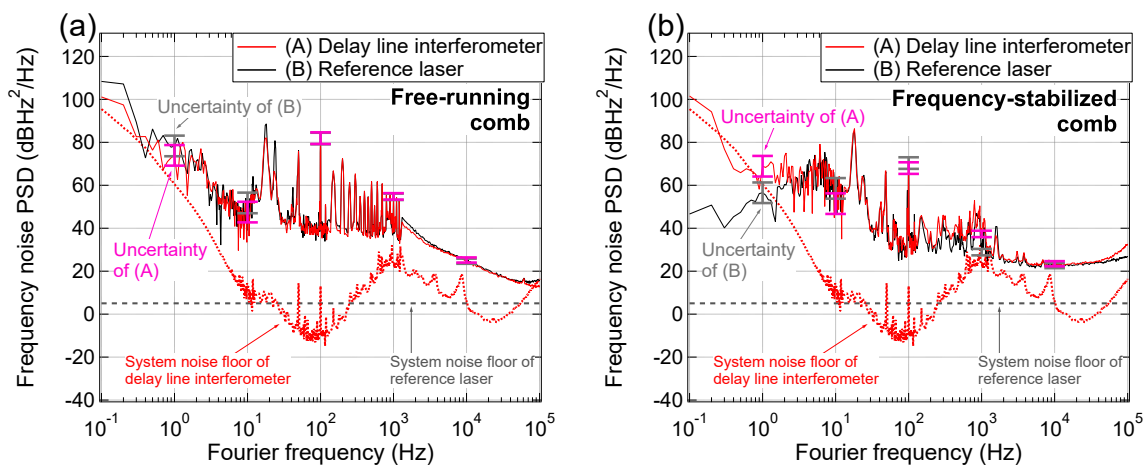 (a)
(A) Delay line interferometer
(B) Reference laser
Free-running
comb
Uncertainty of (B)
Uncertainty
of (A)
System noise floor of
delay line interferometer
System noise floor of
reference laser
Frequency noise PSD (dBHz²/Hz)
120
100
80
60
40
20
0
-20
-40
10⁻¹ 10⁰ 10¹ 10² 10³ 10⁴ 10⁵
Fourier frequency (Hz)
(b)
(A) Delay line interferometer
(B) Reference laser
Frequency-stabilized
comb
Uncertainty of (A)
Uncertainty
of (B)
System noise floor of
delay line interferometer
System noise floor of
reference laser
Frequency noise PSD (dBHz²/Hz)
120
100
80
60
40
20
0
-20
-40
10⁻¹ 10⁰ 10¹ 10² 10³ 10⁴ 10⁵
Fourier frequency (Hz)